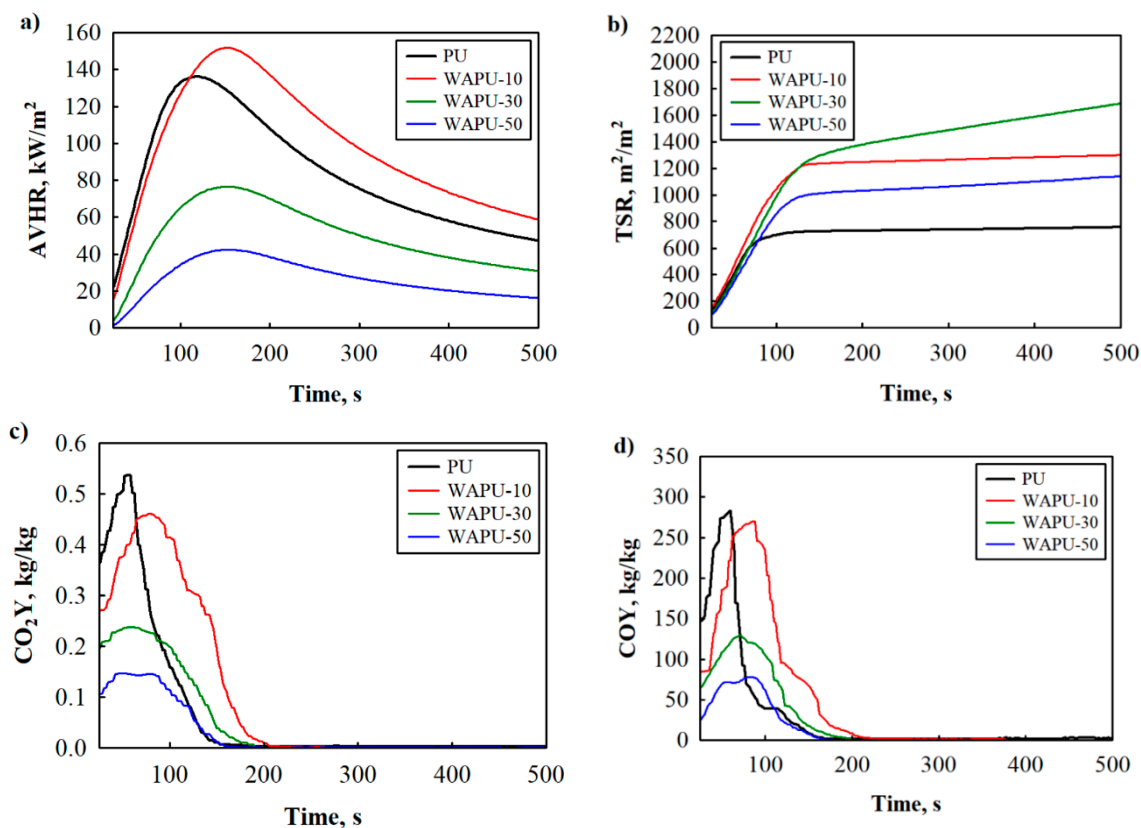 a)
AVHR, kW/m²
160
140
120
100
80
60
40
20
0
100
200
300
400
500
Time, s
PU
WAPU-10
WAPU-30
WAPU-50
b)
TSR, m²/m²
2200
2000
1800
1600
1400
1200
1000
800
600
400
200
0
100
200
300
400
500
Time, s
PU
WAPU-10
WAPU-30
WAPU-50
c)
CO₂Y, kg/kg
0.6
0.5
0.4
0.3
0.2
0.1
0.0
100
200
300
400
500
Time, s
PU
WAPU-10
WAPU-30
WAPU-50
d)
COY, kg/kg
350
300
250
200
150
100
50
0
100
200
300
400
500
Time, s
PU
WAPU-10
WAPU-30
WAPU-50